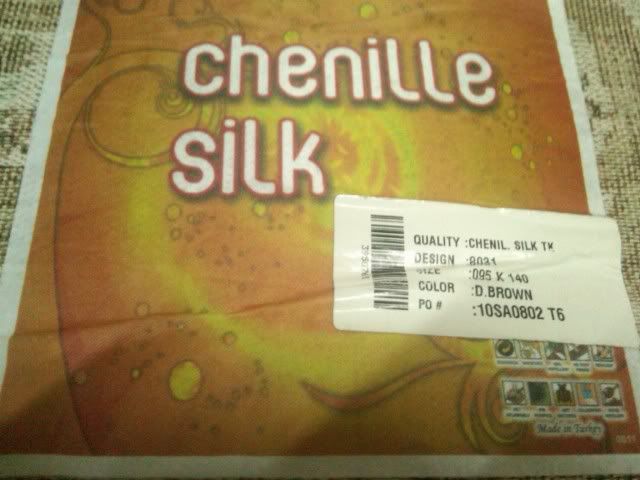 chenille
silk
QUALITY :CHENIL. SILK TK
DESIGN :8031
SIZE :095 X 140
COLOR :D.BROWN
PO # :10SA0802 T6
Made in Turkey